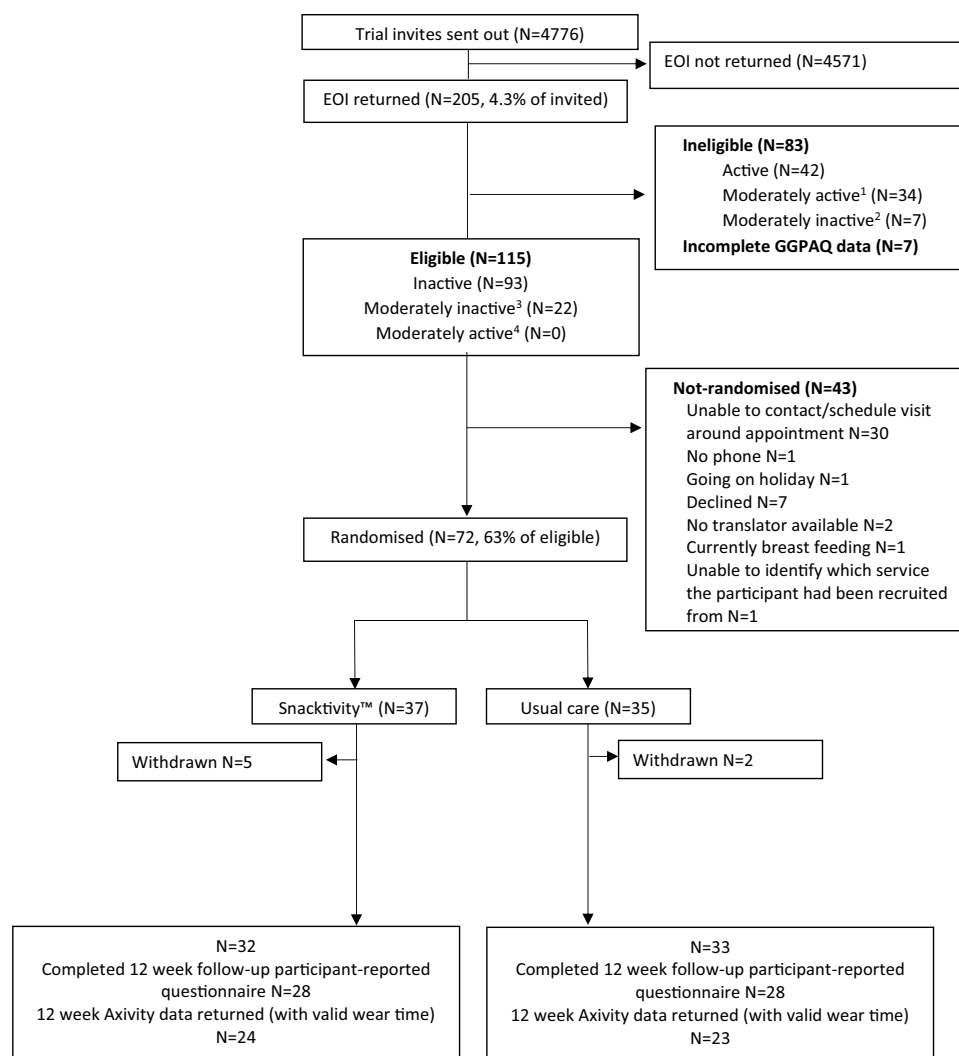 Trial invites sent out (N=4776)
EOI not returned (N=4571)
EOI returned (N=205, 4.3% of invited)
Ineligible (N=83)
Active (N=42)
Moderately active¹ (N=34)
Moderately inactive² (N=7)
Incomplete GGPAQ data (N=7)
Eligible (N=115)
Inactive (N=93)
Moderately inactive³ (N=22)
Moderately active⁴ (N=0)
Not-randomised (N=43)
Unable to contact/schedule visit
around appointment N=30
No phone N=1
Going on holiday N=1
Declined N=7
No translator available N=2
Currently breast feeding N=1
Unable to identify which service
the participant had been recruited
from N=1
Randomised (N=72, 63% of eligible)
Snacktivity™ (N=37)
Usual care (N=35)
Withdrawn N=5
Withdrawn N=2
N=32
Completed 12 week follow-up participant-reported
questionnaire N=28
12 week Axivity data returned (with valid wear time)
N=24
N=33
Completed 12 week follow-up participant-reported
questionnaire N=28
12 week Axivity data returned (with valid wear time)
N=23